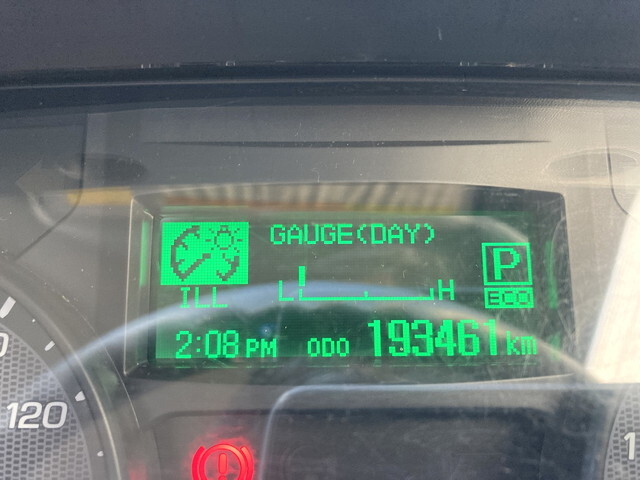 GAUGE(DAY)
P
ILL
L H
ECO
2:08 PM ODO 193461 km
120